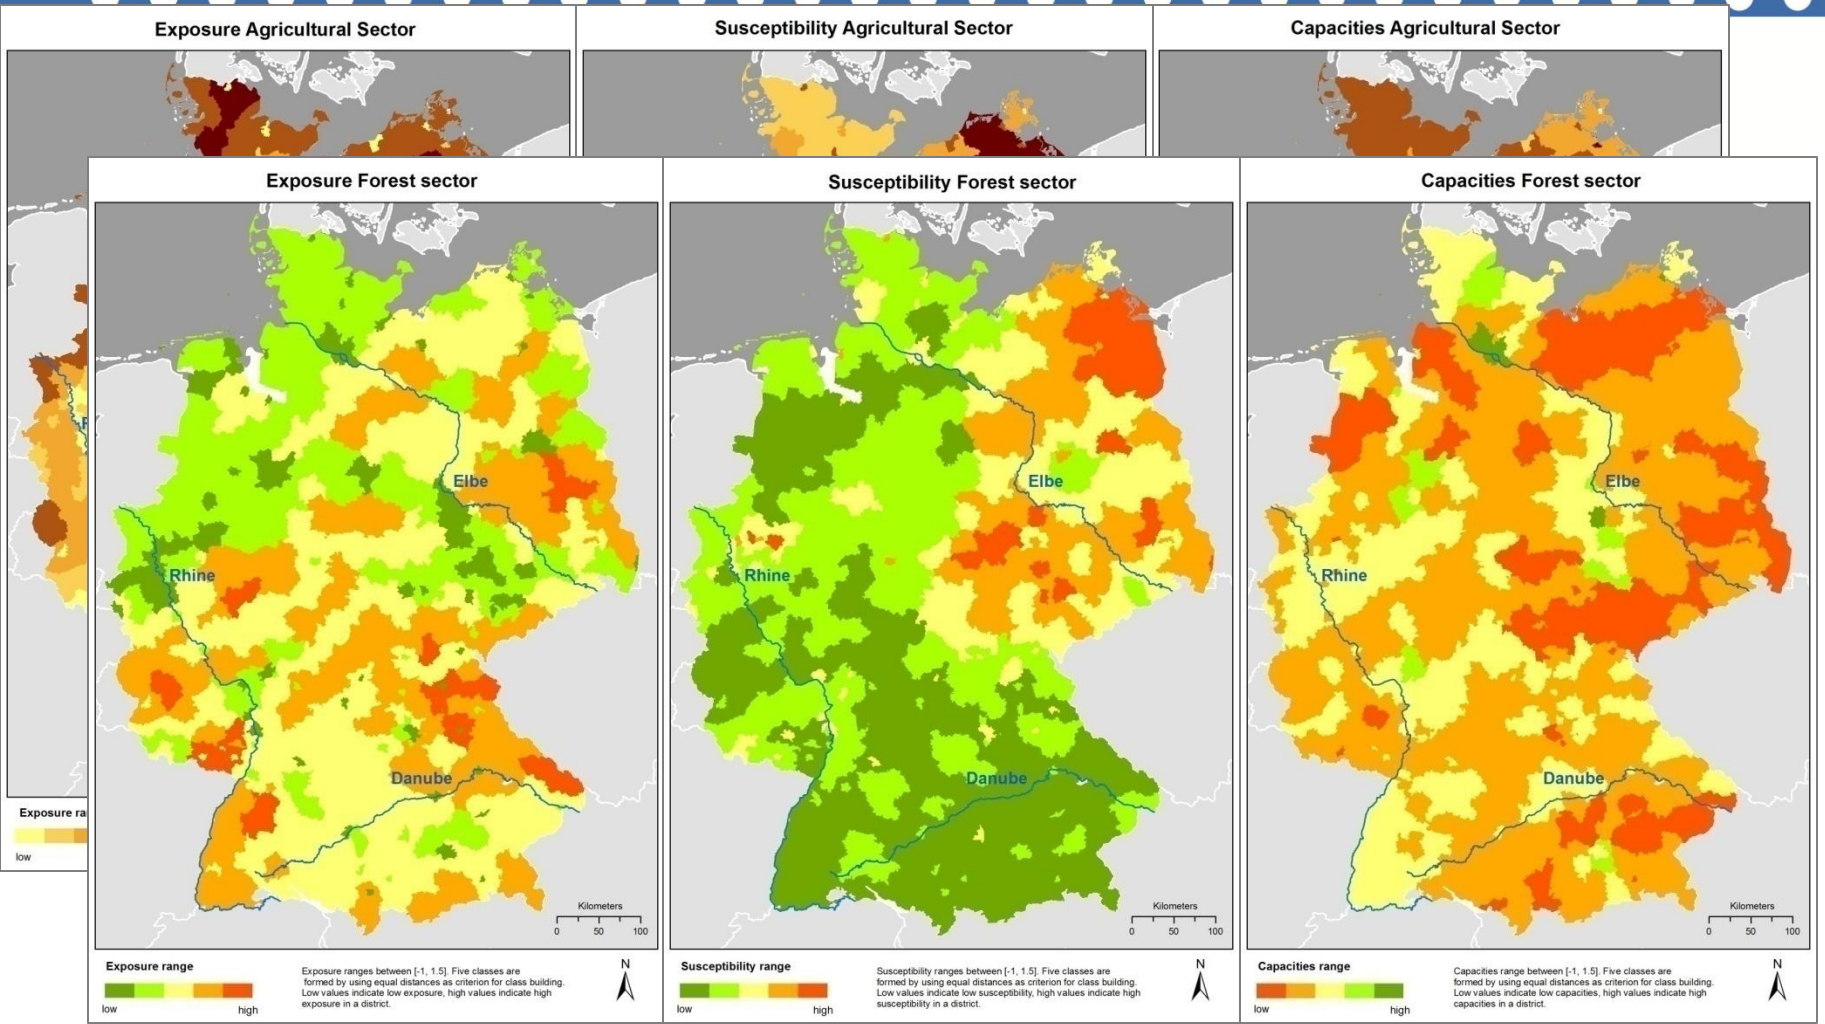 Exposure Agricultural Sector
Susceptibility Agricultural Sector
Capacities Agricultural Sector
Exposure ra
low
Exposure Forest sector
Elbe
Rhine
Danube
Kilometers
0 50 100
Exposure range
low high
Exposure ranges between [-1, 1.5]. Five classes are
formed by using equal distances as criterion for class building.
Low values indicate low exposure, high values indicate high
exposure in a district.
N
Susceptibility Forest sector
Elbe
Rhine
Danube
Kilometers
0 50 100
Susceptibility range
low high
Susceptibility ranges between [-1, 1.5]. Five classes are
formed by using equal distances as criterion for class building.
Low values indicate low susceptibility, high values indicate high
susceptibility in a district.
N
Capacities Forest sector
Elbe
Rhine
Danube
Kilometers
0 50 100
Capacities range
low high
Capacities range between [-1, 1.5]. Five classes are
formed by using equal distances as criterion for class building.
Low values indicate low capacities, high values indicate high
capacities in a district.
N